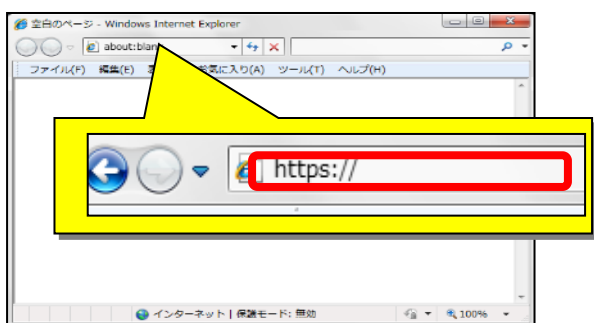 空白のページ - Windows Internet Explorer
about:blan
ファイル(F) 編集(E) 気に入り(A) ツール(T) ヘルプ(H)
https://
インターネット | 保護モード: 無効 100%